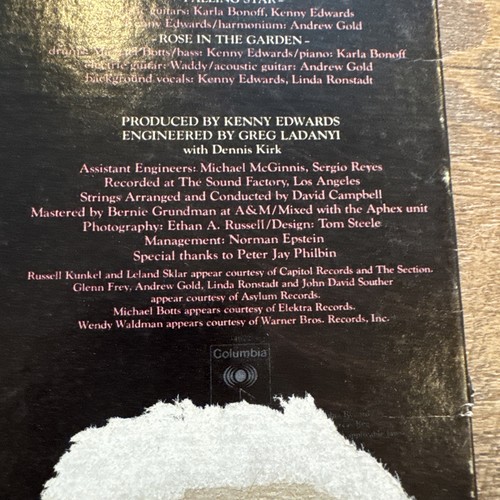 FALLING STAR -
guitars: Karla Bonoff, Kenny Edwards
Kenny Edwards/harmonium: Andrew Gold
- ROSE IN THE GARDEN -
drums: Michael Botts/bass: Kenny Edwards/piano: Karla Bonoff
electric guitar: Waddy/acoustic guitar: Andrew Gold
background vocals: Kenny Edwards, Linda Ronstadt
PRODUCED BY KENNY EDWARDS
ENGINEERED BY GREG LADANYI
with Dennis Kirk
Assistant Engineers: Michael McGinnis, Sergio Reyes
Recorded at The Sound Factory, Los Angeles
Strings Arranged and Conducted by David Campbell
Mastered by Bernie Grundman at A&M/Mixed with the Aphex unit
Photography: Ethan A. Russell/Design: Tom Steele
Management: Norman Epstein
Special thanks to Peter Jay Philbin
Russell Kunkel and Leland Sklar appear courtesy of Capitol Records and The Section.
Glenn Frey, Andrew Gold, Linda Ronstadt and John David Souther
appear courtesy of Asylum Records.
Michael Botts appears courtesy of Elektra Records.
Wendy Waldman appears courtesy of Warner Bros. Records, Inc.
Columbia